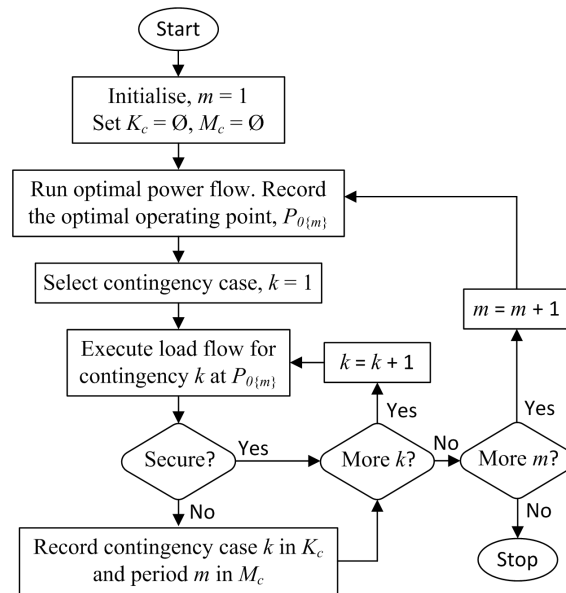 Start
Initialise, m = 1
Set K_c = Ø, M_c = Ø
Run optimal power flow. Record
the optimal operating point, P_0{m}
Select contingency case, k = 1
m = m + 1
Execute load flow for
contingency k at P_0{m}
k = k + 1
Yes
Yes
Secure?
Yes
More k?
No
More m?
No
No
Record contingency case k in K_c
and period m in M_c
Stop